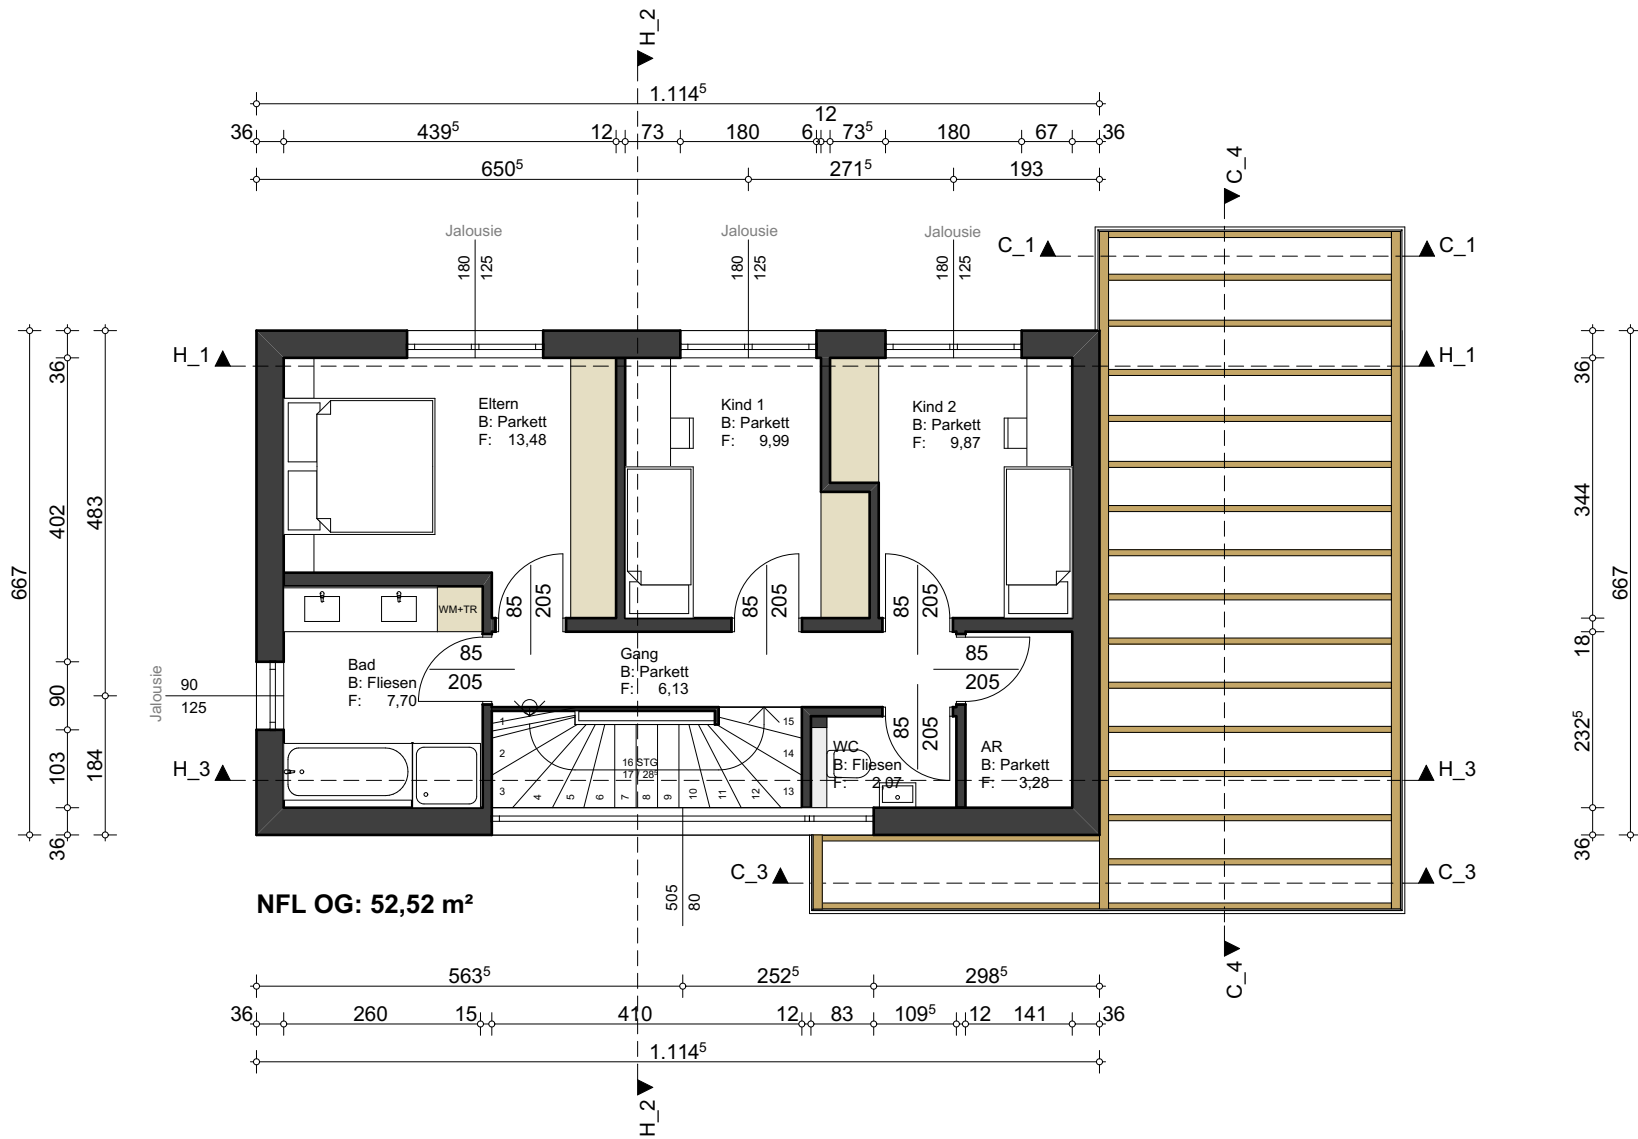 H_2
1.114⁵
12
36 439⁵ 12 73 180 6 73⁵ 180 67 36
650⁵ 271⁵ 193
C_4
Jalousie Jalousie Jalousie
180 125 180 125 180 125
C_1 C_1
H_1 H_1
36 36
Eltern
B: Parkett
F: 13,48
Kind 1
B: Parkett
F: 9,99
Kind 2
B: Parkett
F: 9,87
667 402 483
344 667
85 205 85 205 85 205
WM+TR
Bad
B: Fliesen
F: 7,70
85
205
Gang
B: Parkett
F: 6,13
85
205
18
Jalousie
90
125
90
103 184
232⁵
1 2 3 4 5 6 7 8 9 10 11 12 13 14 15
16 STG
17 / 28⁵
85 205
WC
B: Fliesen
F: 2,07
AR
B: Parkett
F: 3,28
H_3 H_3
36 36
C_3 C_3
NFL OG: 52,52 m²
505 80
563⁵ 252⁵ 298⁵
C_4
36 260 15 410 12 83 109⁵ 12 141 36
1.114⁵
H_2